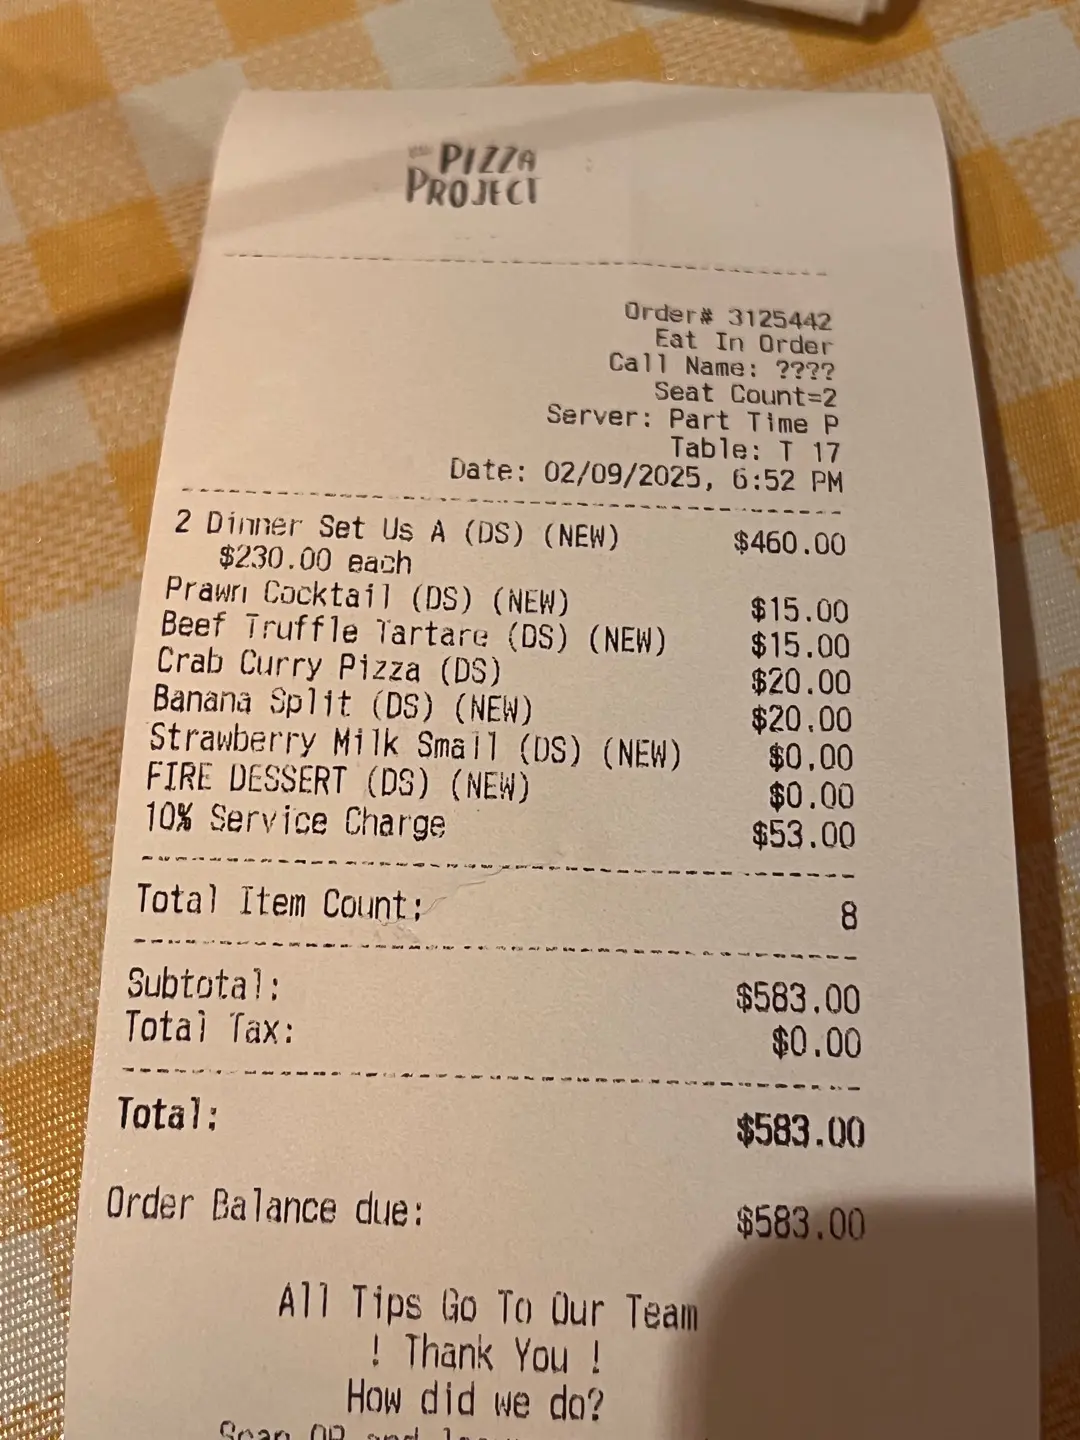 THE PIZZA
PROJECT
Order# 3125442
Eat In Order
Call Name: ????
Seat Count=2
Server: Part Time P
Table: T 17
Date: 02/09/2025, 6:52 PM
2 Dinner Set Us A (DS) (NEW) $460.00
$230.00 each
Prawn Cocktail (DS) (NEW) $15.00
Beef Truffle Tartare (DS) (NEW) $15.00
Crab Curry Pizza (DS) $20.00
Banana Split (DS) (NEW) $20.00
Strawberry Milk Small (DS) (NEW) $0.00
FIRE DESSERT (DS) (NEW) $0.00
10% Service Charge $53.00
Total Item Count: 8
Subtotal: $583.00
Total Tax: $0.00
Total: $583.00
Order Balance due: $583.00
All Tips Go To Our Team
! Thank You !
How did we do?
Scan QR and